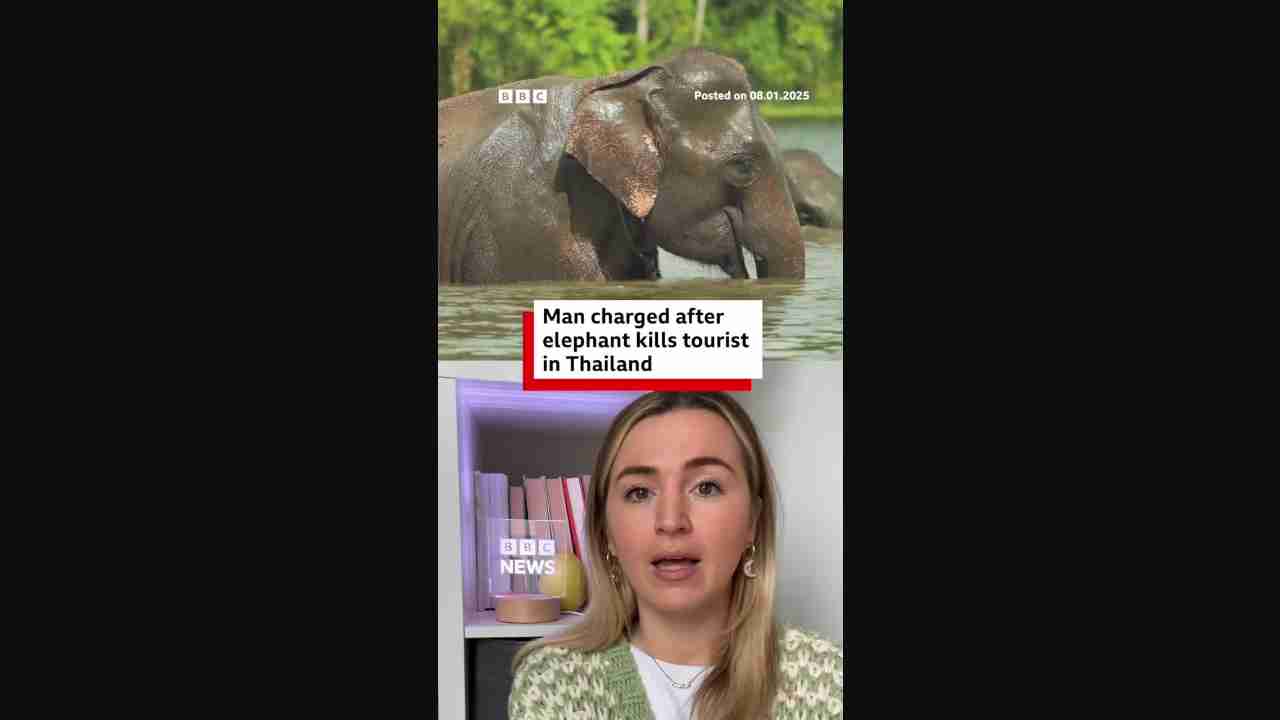 BBC
Posted on 08.01.2025
Man charged after
elephant kills tourist
in Thailand
BBC
NEWS